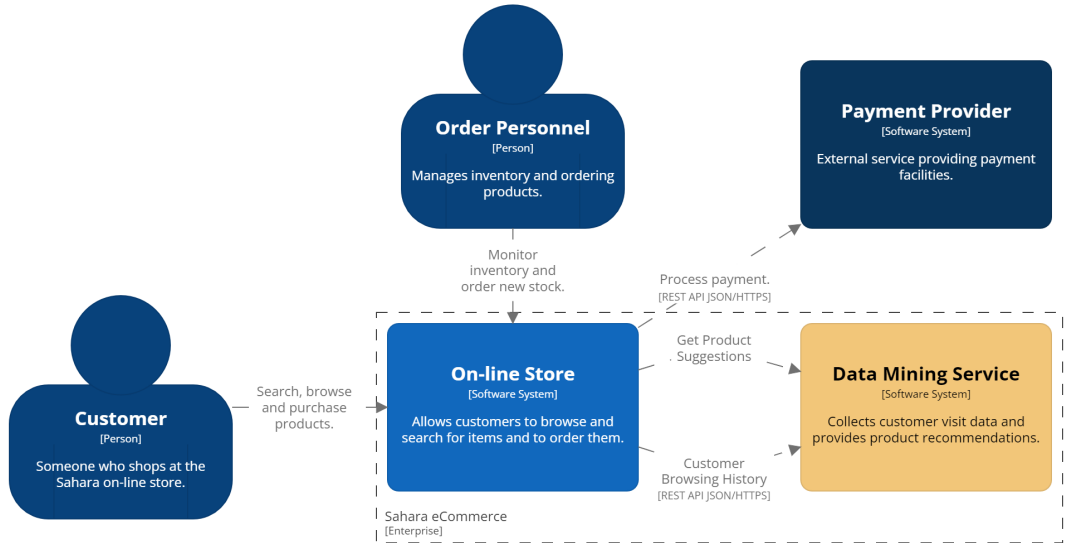 Order Personnel
[Person]
Manages inventory and ordering
products.
Payment Provider
[Software System]
External service providing payment
facilities.
Monitor
inventory and
order new stock.
Process payment.
[REST API JSON/HTTPS]
Customer
[Person]
Someone who shops at the
Sahara on-line store.
Search, browse
and purchase
products.
On-line Store
[Software System]
Allows customers to browse and
search for items and to order them.
Get Product
Suggestions
Customer
Browsing History
[REST API JSON/HTTPS]
Data Mining Service
[Software System]
Collects customer visit data and
provides product recommendations.
Sahara eCommerce
[Enterprise]